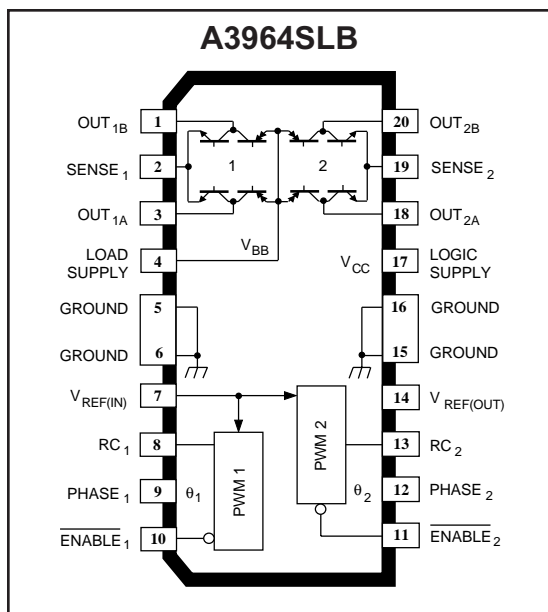 A3964SLB
OUT1B 1 20 OUT2B
SENSE1 2 1 2 19 SENSE2
OUT1A 3 18 OUT2A
LOAD SUPPLY 4 VBB VCC 17 LOGIC SUPPLY
GROUND 5 16 GROUND
GROUND 6 15 GROUND
VREF(IN) 7 14 VREF(OUT)
RC1 8 PWM 1 PWM 2 13 RC2
PHASE1 9 θ1 θ2 12 PHASE2
ENABLE1 10 11 ENABLE2